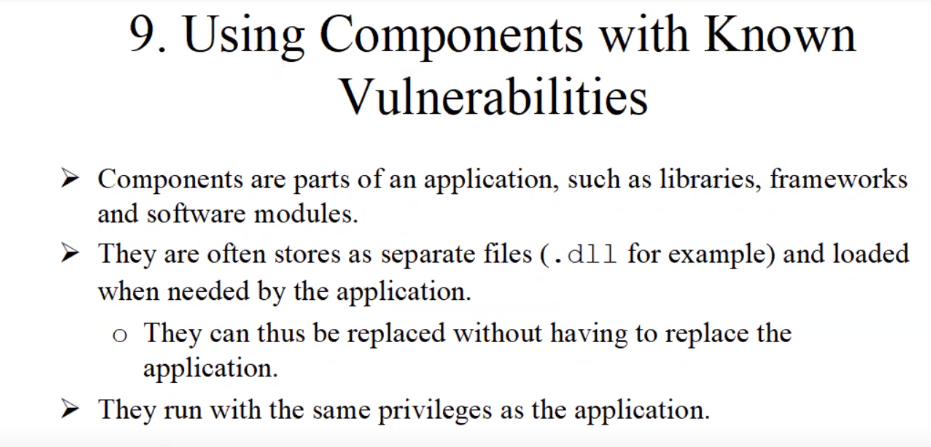 9. Using Components with Known
Vulnerabilities
➤ Components are parts of an application, such as libraries, frameworks
and software modules.
➤ They are often stores as separate files (.dll for example) and loaded
when needed by the application.
o They can thus be replaced without having to replace the
application.
➤ They run with the same privileges as the application.